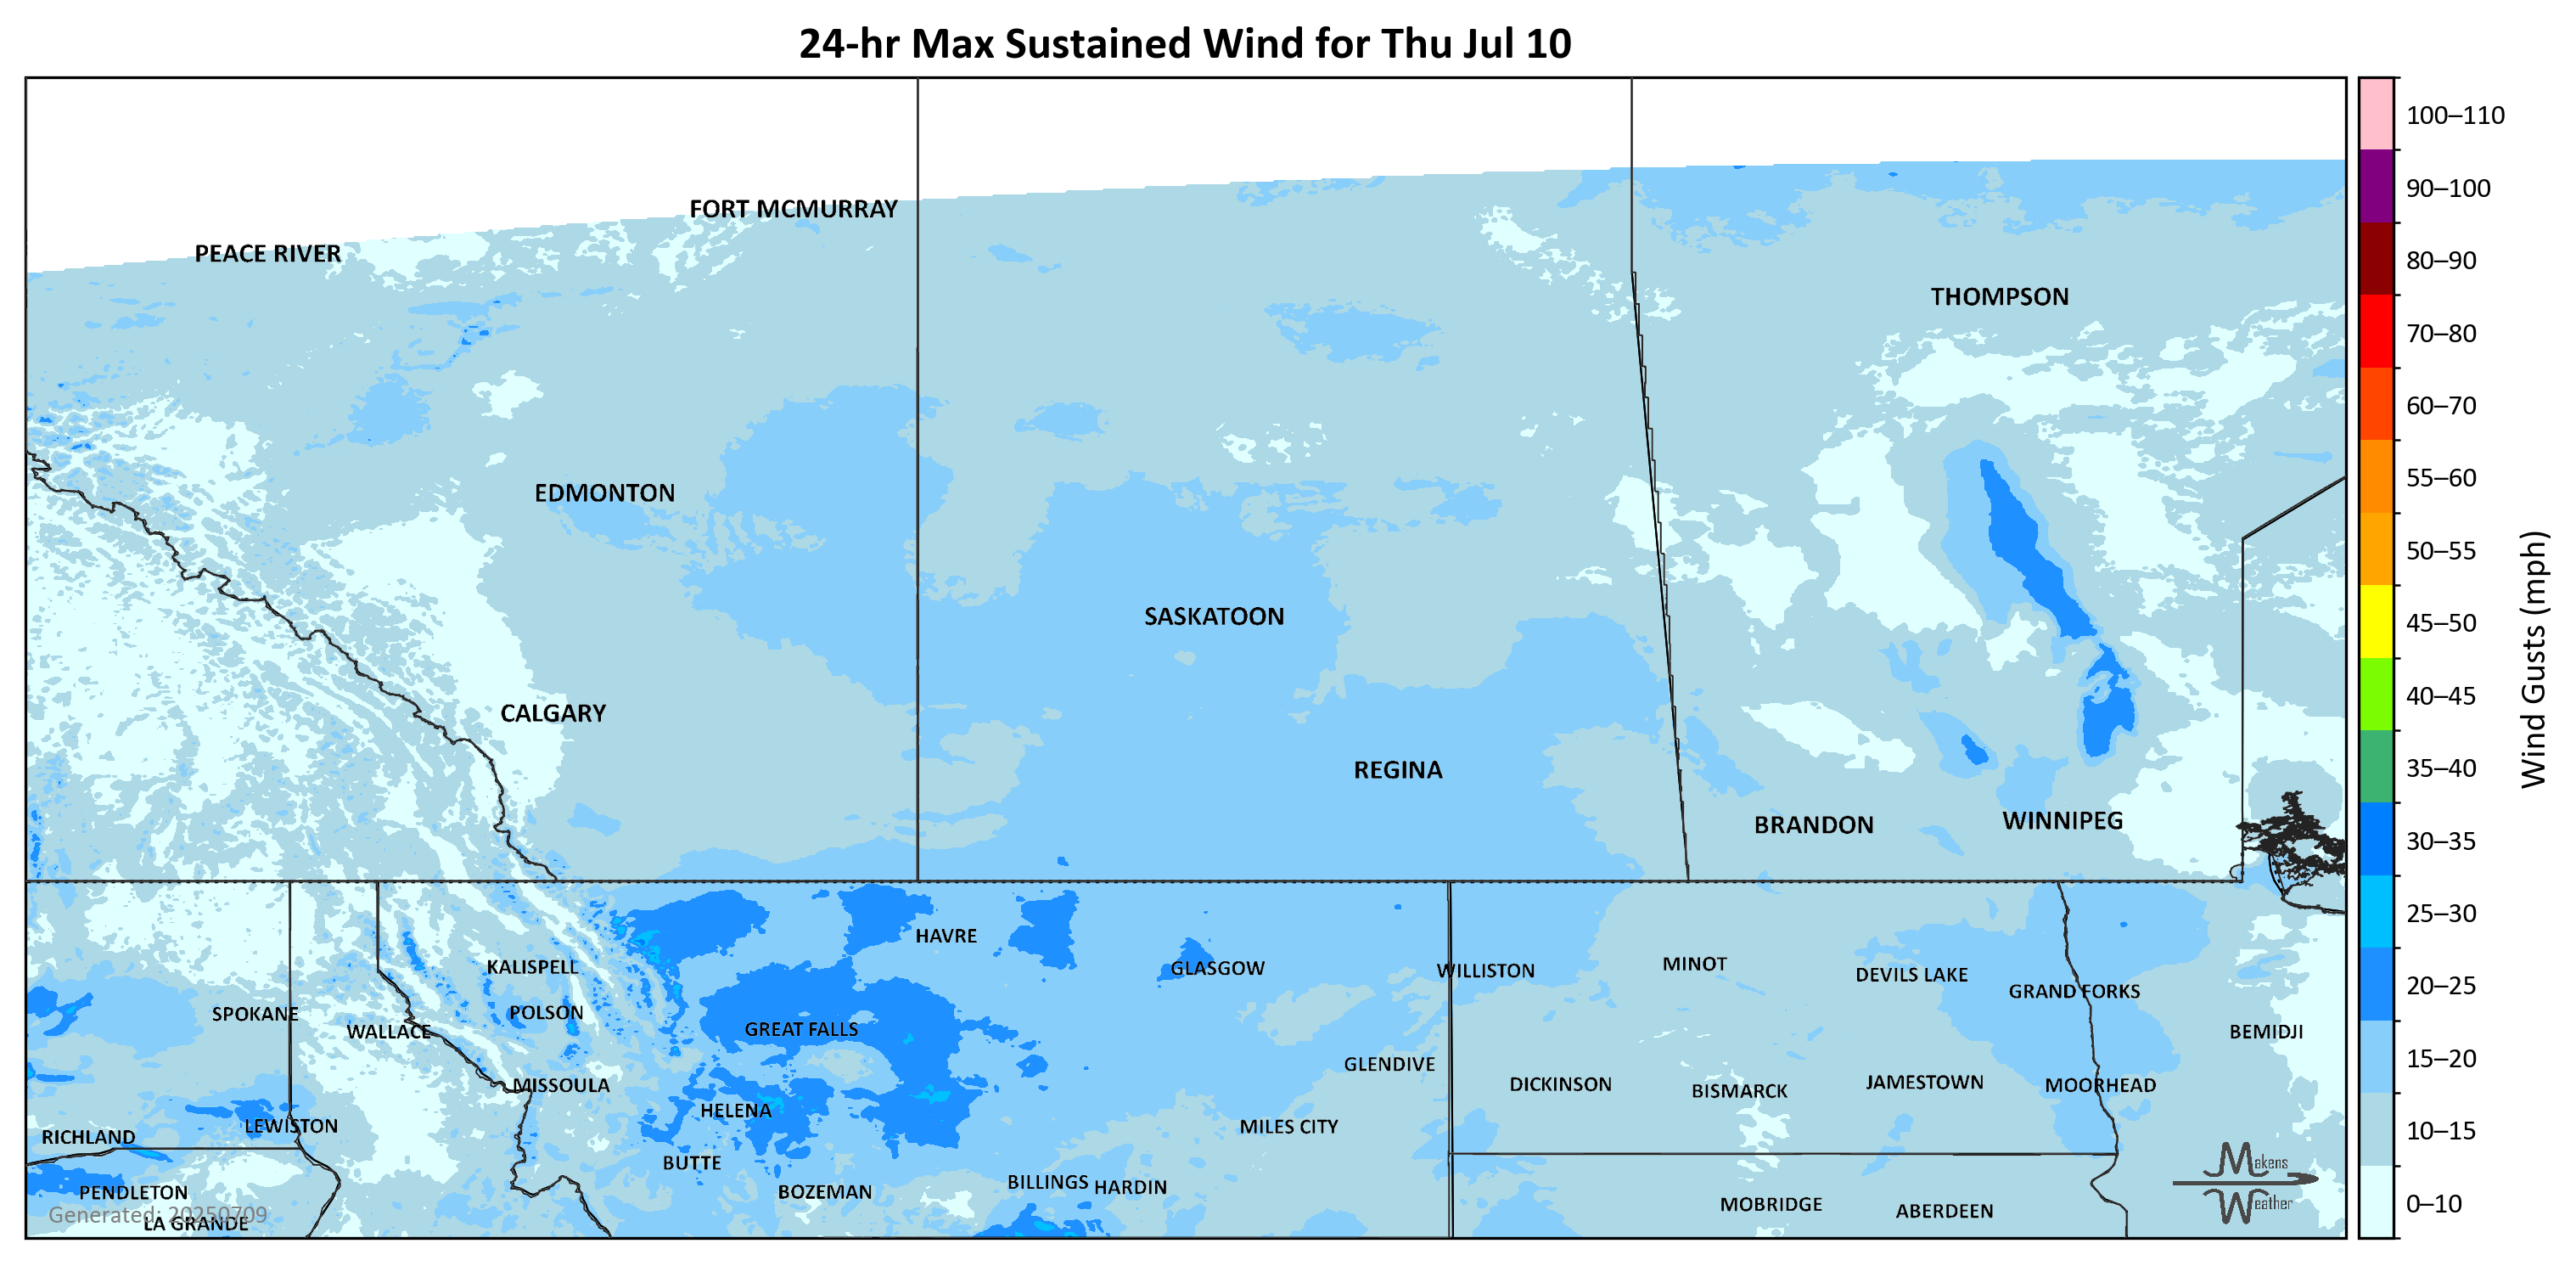 24-hr Max Sustained Wind for Thu Jul 10
FORT MCMURRAY
PEACE RIVER
THOMPSON
EDMONTON
SASKATOON
CALGARY
REGINA
BRANDON
WINNIPEG
HAVRE
KALISPELL
GLASGOW
WILLISTON
MINOT
DEVILS LAKE
GRAND FORKS
SPOKANE
POLSON
WALLACE
GREAT FALLS
BEMIDJI
GLENDIVE
MISSOULA
DICKINSON
BISMARCK
JAMESTOWN
MOORHEAD
HELENA
LEWISTON
MILES CITY
RICHLAND
BUTTE
PENDLETON
BOZEMAN
BILLINGS
HARDIN
MOBRIDGE
ABERDEEN
Generated: 20250709
LA GRANDE
Makens
Weather
100–110
90–100
80–90
70–80
60–70
55–60
50–55
45–50
40–45
35–40
30–35
25–30
20–25
15–20
10–15
0–10
Wind Gusts (mph)